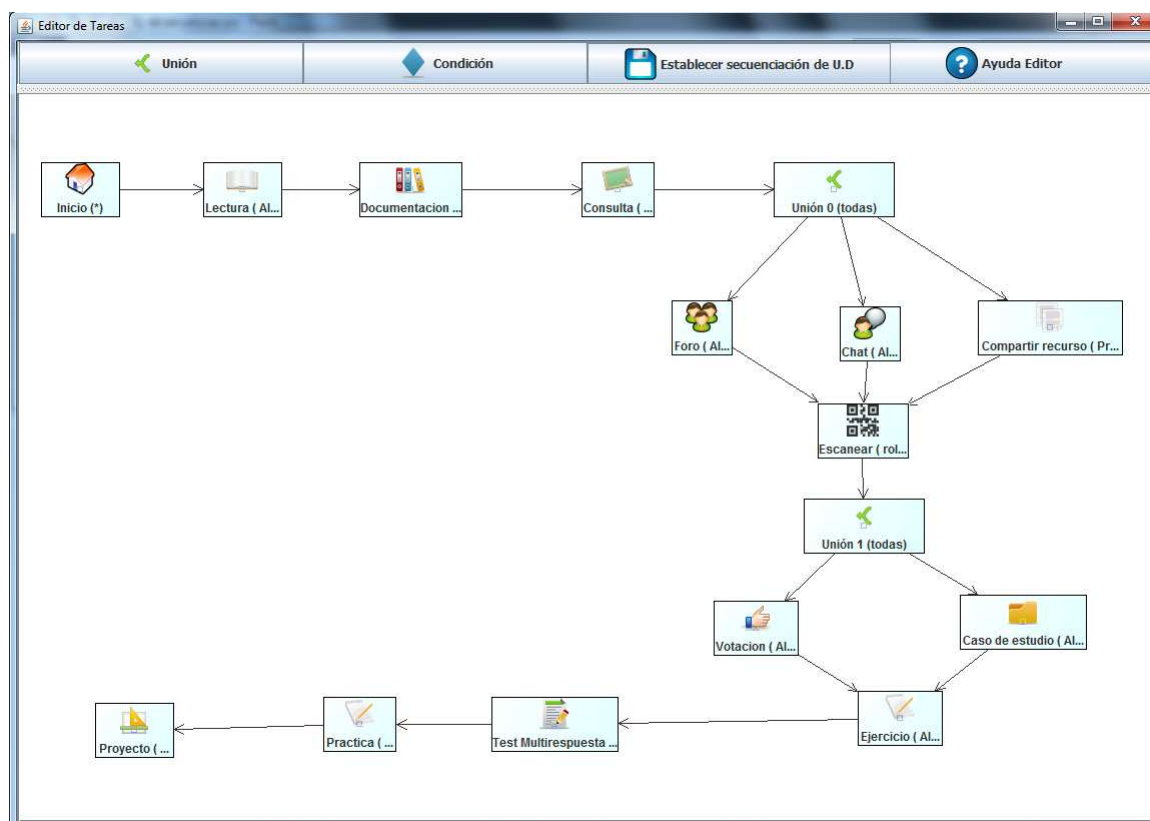 Editor de Tareas
Unión
Condición
Establecer secuenciación de U.D
Ayuda Editor
Inicio (*)
Lectura ( Al...
Documentacion ...
Consulta ( ...
Unión 0 (todas)
Foro ( Al...
Chat ( Al...
Compartir recurso ( Pr...
Escanear ( rol...
Unión 1 (todas)
Votacion ( Al...
Caso de estudio ( Al...
Proyecto ( ...
Practica ( ...
Test Multirespuesta ...
Ejercicio ( Al...